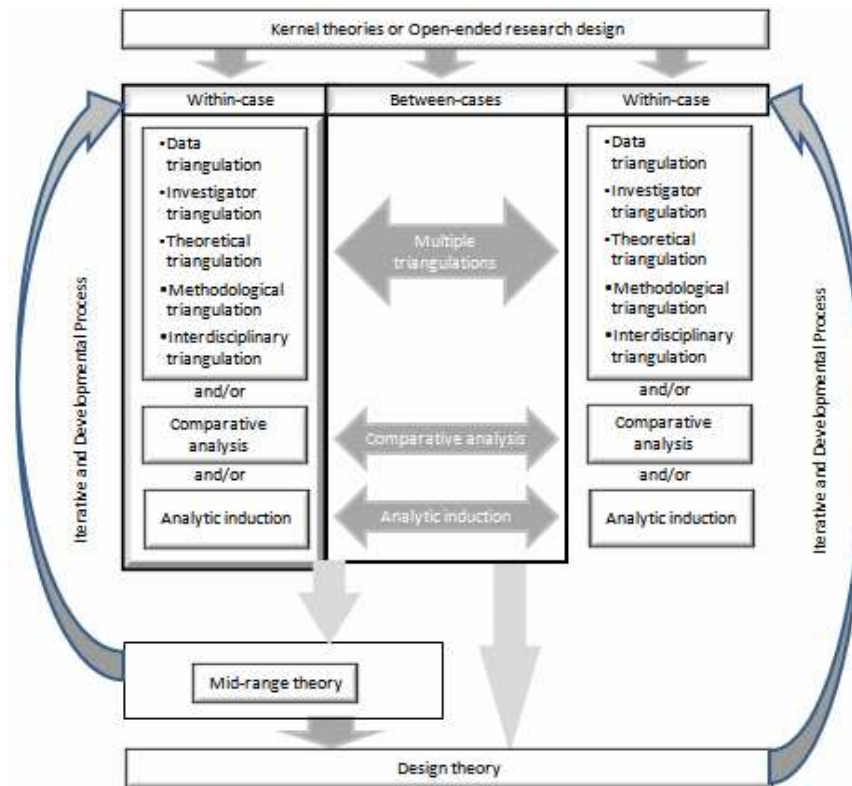 Kernel theories or Open-ended research design
Within-case
Between-cases
Within-case
▪Data
triangulation
▪Investigator
triangulation
▪Theoretical
triangulation
▪Methodological
triangulation
▪Interdisciplinary
triangulation
and/or
Comparative
analysis
and/or
Analytic induction
Multiple
triangulations
Comparative analysis
Analytic induction
▪Data
triangulation
▪Investigator
triangulation
▪Theoretical
triangulation
▪Methodological
triangulation
▪Interdisciplinary
triangulation
and/or
Comparative
analysis
and/or
Analytic induction
Iterative and Developmental Process
Iterative and Developmental Process
Mid-range theory
Design theory